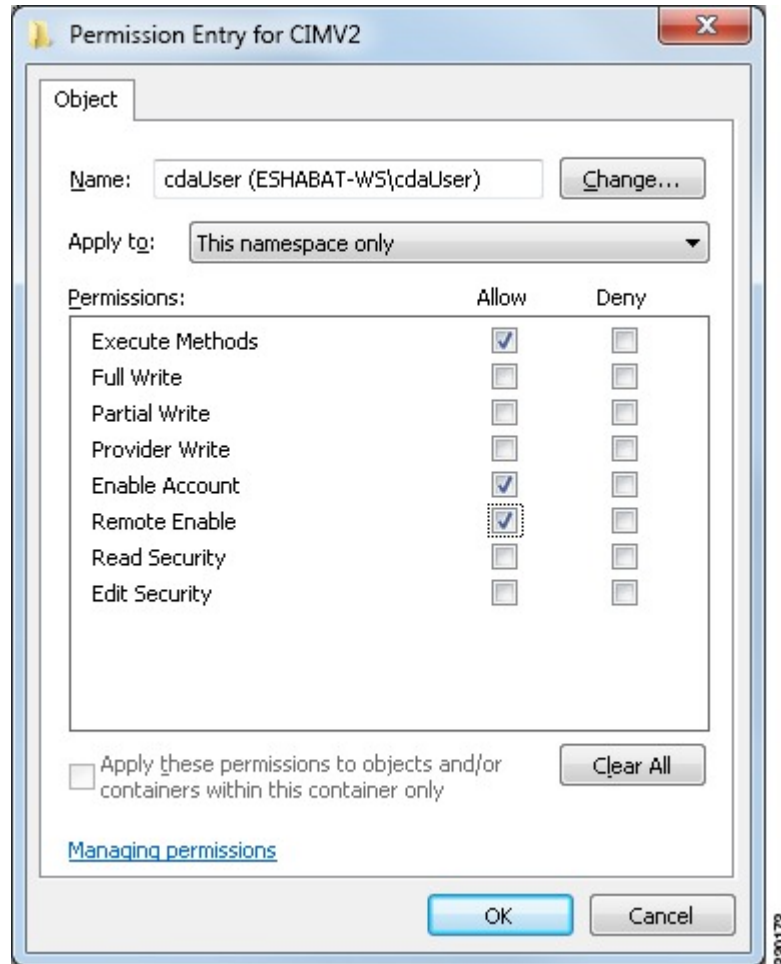 Permission Entry for CIMV2
Object
Name: cdaUser (ESHABAT-WS\cdaUser) Change...
Apply to: This namespace only
Permissions: Allow Deny
Execute Methods
Full Write
Partial Write
Provider Write
Enable Account
Remote Enable
Read Security
Edit Security
Apply these permissions to objects and/or
containers within this container only
Clear All
Managing permissions
OK Cancel